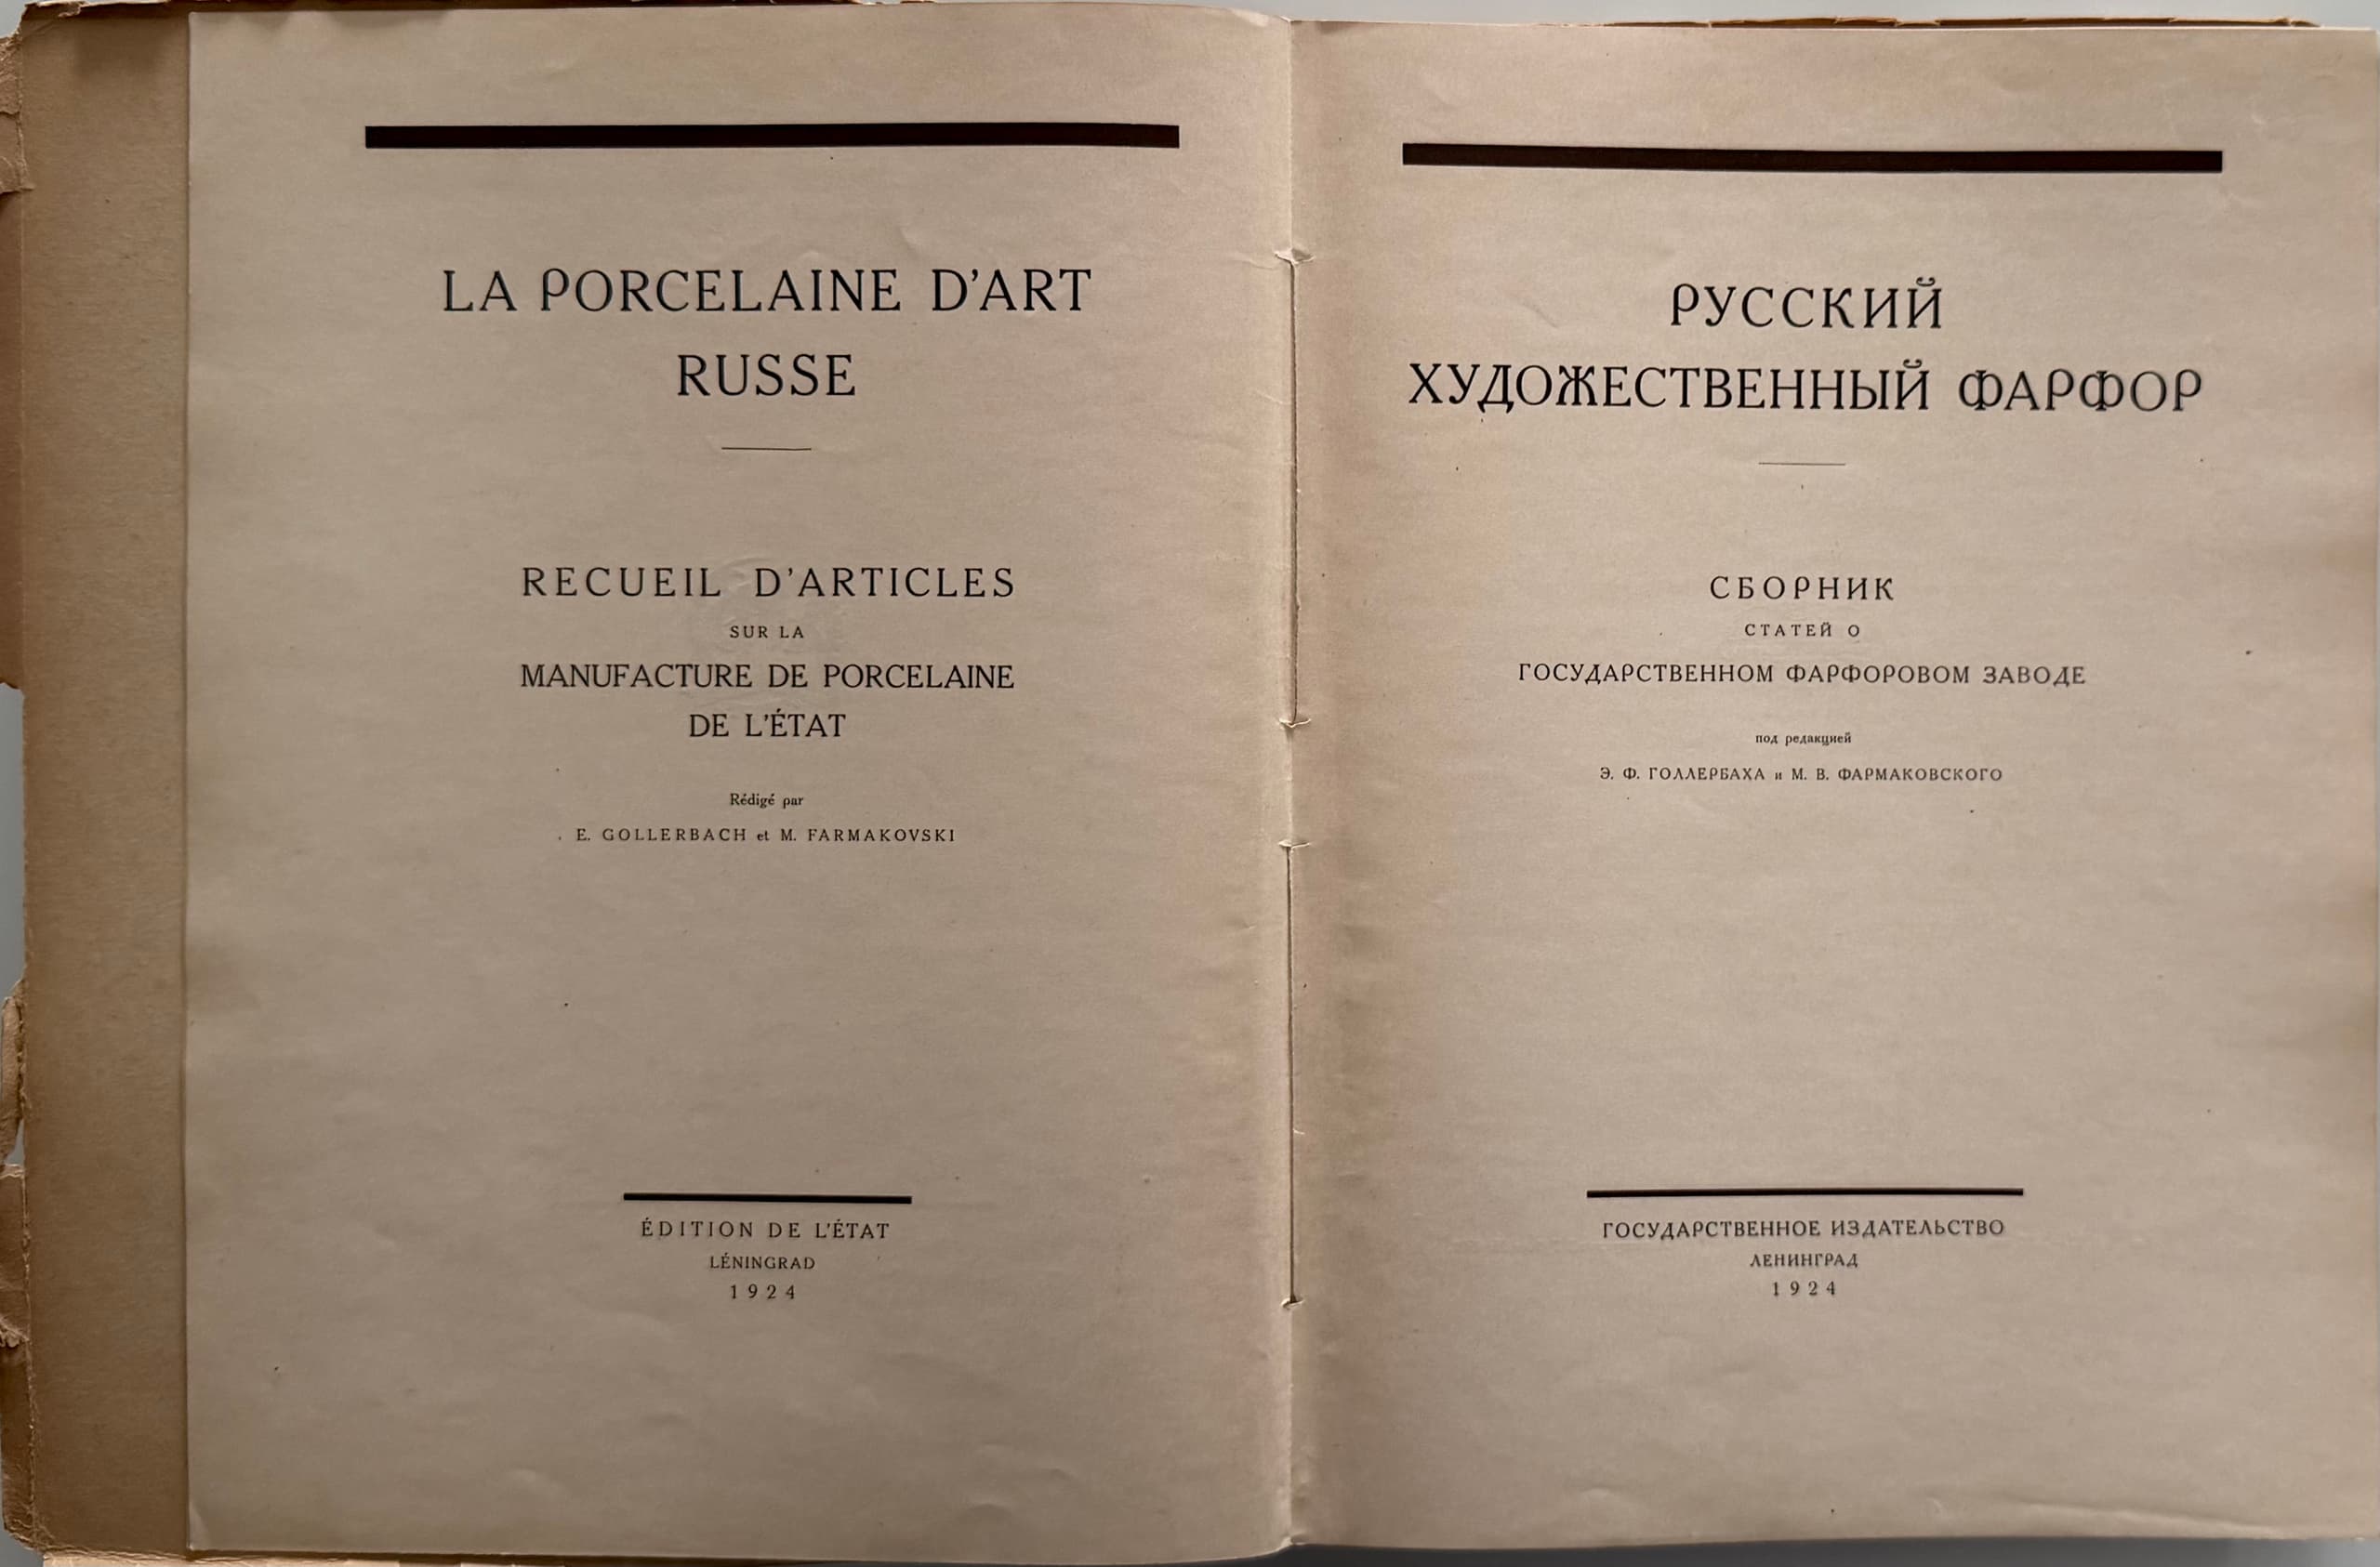 LA PORCELAINE D'ART
RUSSE
RECUEIL D'ARTICLES
SUR LA
MANUFACTURE DE PORCELAINE
DE L'ÉTAT
Rédigé par
E. GOLLERBACH et M. FARMAKOVSKI
ÉDITION DE L'ÉTAT
LÉNINGRAD
1924
РУССКИЙ
ХУДОЖЕСТВЕННЫЙ ФАРФОР
СБОРНИК
СТАТЕЙ О
ГОСУДАРСТВЕННОМ ФАРФОРОВОМ ЗАВОДЕ
под редакцией
Э. Ф. ГОЛЛЕРБАХА и М. В. ФАРМАКОВСКОГО
ГОСУДАРСТВЕННОЕ ИЗДАТЕЛЬСТВО
ЛЕНИНГРАД
1924